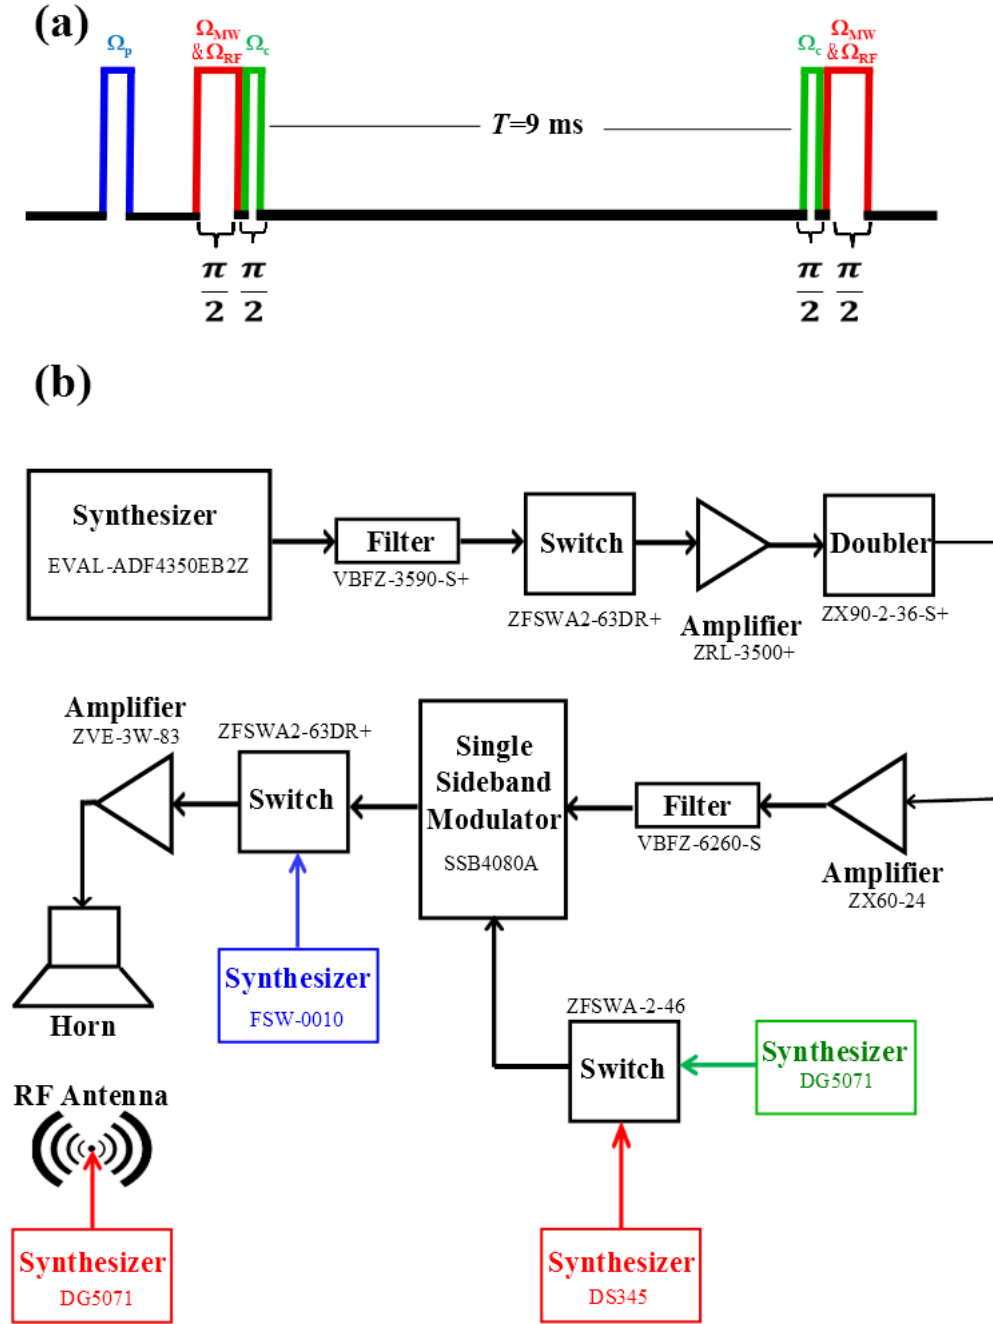 (a)
Ωp
ΩMW
& ΩRF
Ωc
T=9 ms
Ωc
ΩMW
& ΩRF
π
2
π
2
π
2
π
2
(b)
Synthesizer
EVAL-ADF4350EB2Z
Filter
VBFZ-3590-S+
Switch
ZFSWA2-63DR+
Amplifier
ZRL-3500+
Doubler
ZX90-2-36-S+
Amplifier
ZVE-3W-83
ZFSWA2-63DR+
Switch
Single
Sideband
Modulator
SSB4080A
Filter
VBFZ-6260-S
Amplifier
ZX60-24
Horn
Synthesizer
FSW-0010
ZFSWA-2-46
Switch
Synthesizer
DG5071
RF Antenna
Synthesizer
DG5071
Synthesizer
DS345